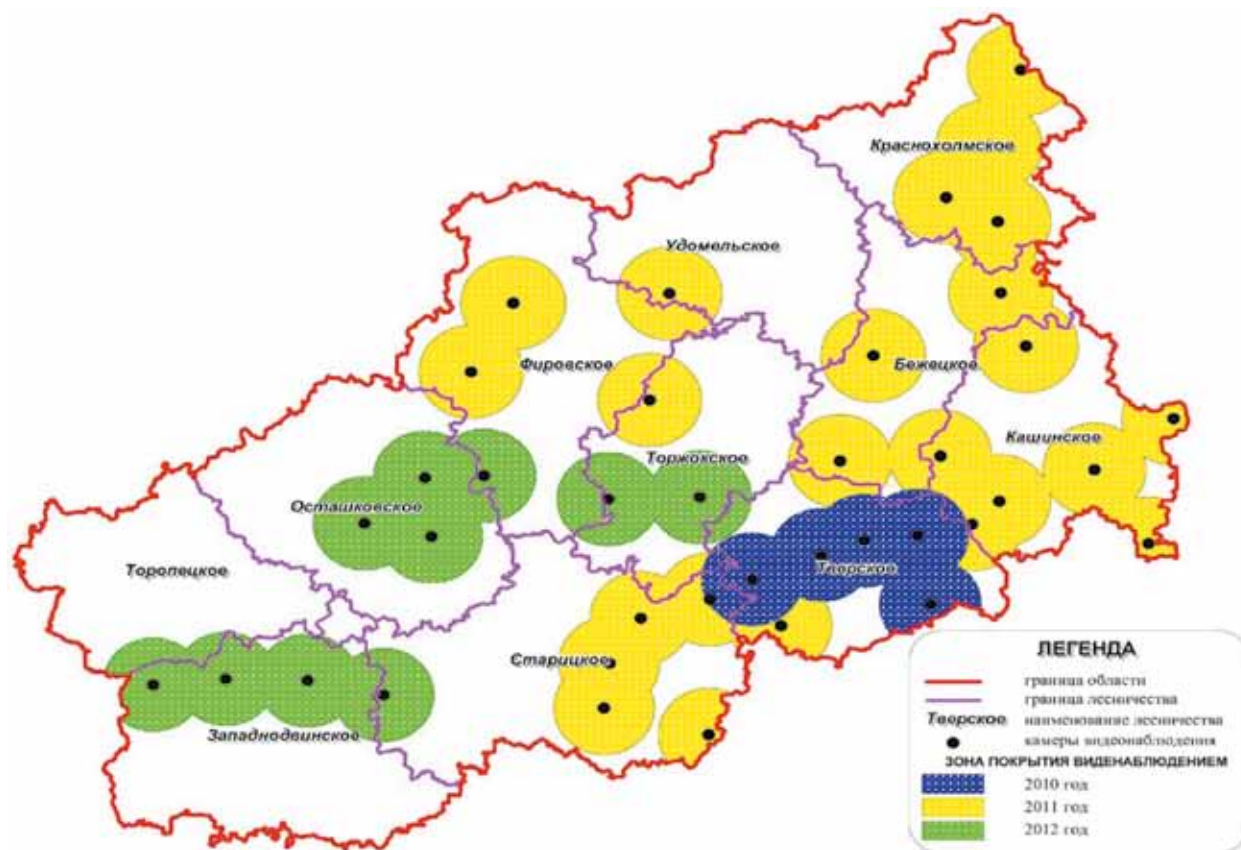 Краснохолмское
Удомельское
Фировское
Бежецкое
Кашинское
Торжокское
Осташковское
Торопецкое
Тверское
Старицкое
Западнодвинское
ЛЕГЕНДА
граница области
граница лесничества
Тверское наименование лесничества
камеры видеонаблюдения
ЗОНА ПОКРЫТИЯ ВИДЕНАБЛЮДЕНИЕМ
2010 год
2011 год
2012 год